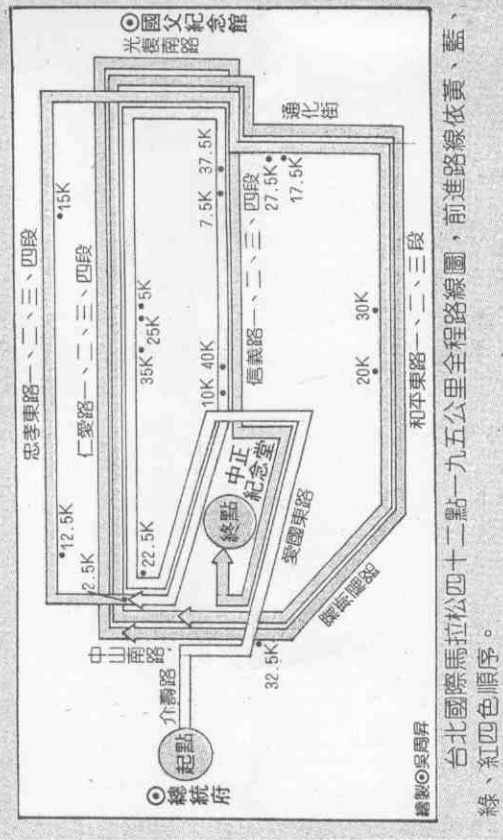 ◉國父紀念館
光復南路
通化街
忠孝東路一、二、三、四段
•15K
•12.5K
仁愛路一、二、三、四段
2.5K
•5K
25K
35K
•22.5K
7.5K
37.5K
10K
40K
信義路一、二、三、四段
27.5K
17.5K
30K
20K
和平東路一、二、三段
終點
中正
紀念堂
愛國東路
羅斯福路
中山南路
32.5K
介壽路
起點
◉總統府
繪製◉吳周昇
台北國際馬拉松四十二點一九五公里全程路線圖,前進路線依黃、藍、
綠、紅四色順序。